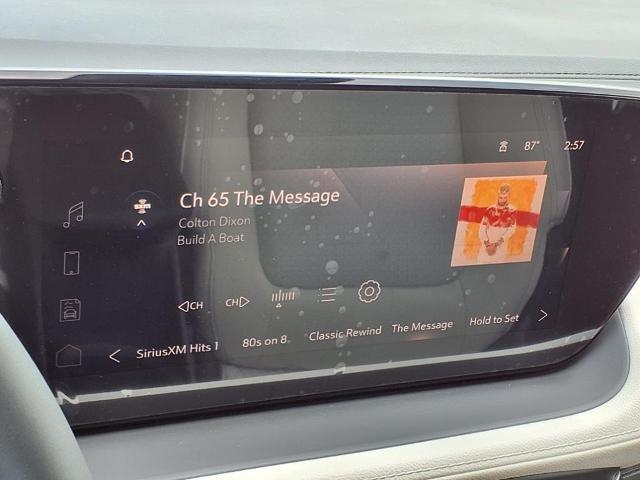 87° 2:57
sxm
Ch 65 The Message
Colton Dixon
Build A Boat
CH CH
SiriusXM Hits 1 80s on 8 Classic Rewind The Message Hold to Set